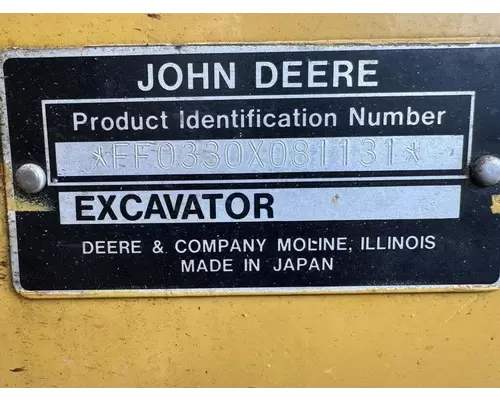 JOHN DEERE
Product Identification Number
*FF0330X081131*
EXCAVATOR
DEERE & COMPANY MOLINE, ILLINOIS
MADE IN JAPAN